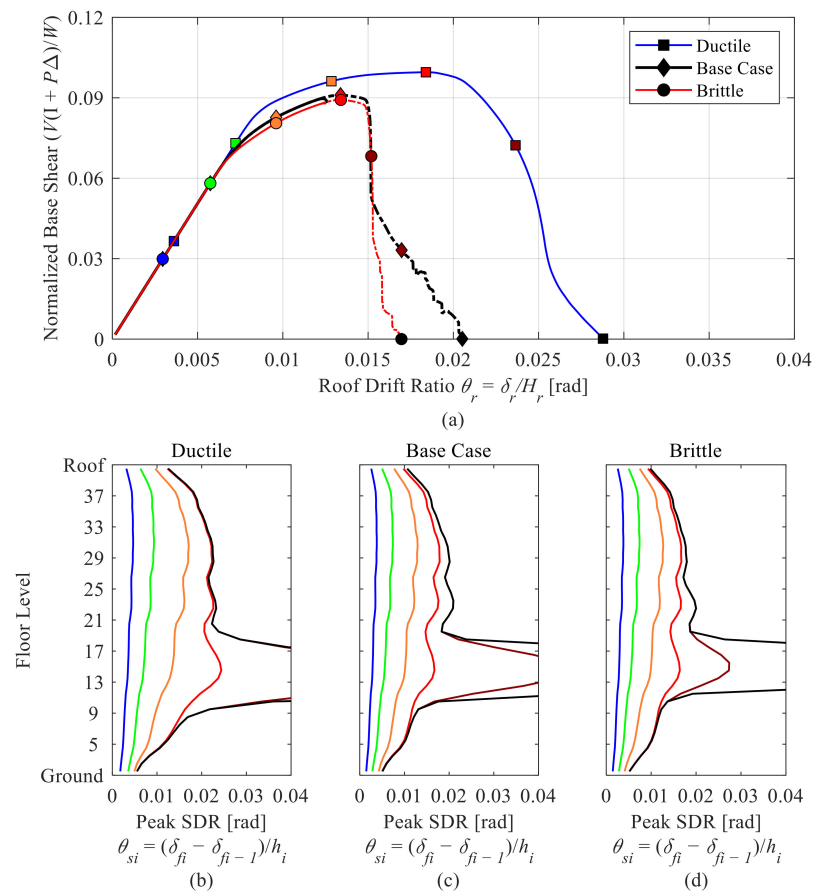 0.12
0.09
0.06
0.03
0
Normalized Base Shear (V(1 + PΔ)/W)
Ductile
Base Case
Brittle
0 0.005 0.01 0.015 0.02 0.025 0.03 0.035 0.04
Roof Drift Ratio θr = δr/Hr [rad]
(a)
Ductile Base Case Brittle
Roof
37
33
29
25
21
17
13
9
5
Ground
Floor Level
0 0.01 0.02 0.03 0.04 0 0.01 0.02 0.03 0.04 0 0.01 0.02 0.03 0.04
Peak SDR [rad] Peak SDR [rad] Peak SDR [rad]
θsi = (δfi − δfi − 1)/hi θsi = (δfi − δfi − 1)/hi θsi = (δfi − δfi − 1)/hi
(b) (c) (d)